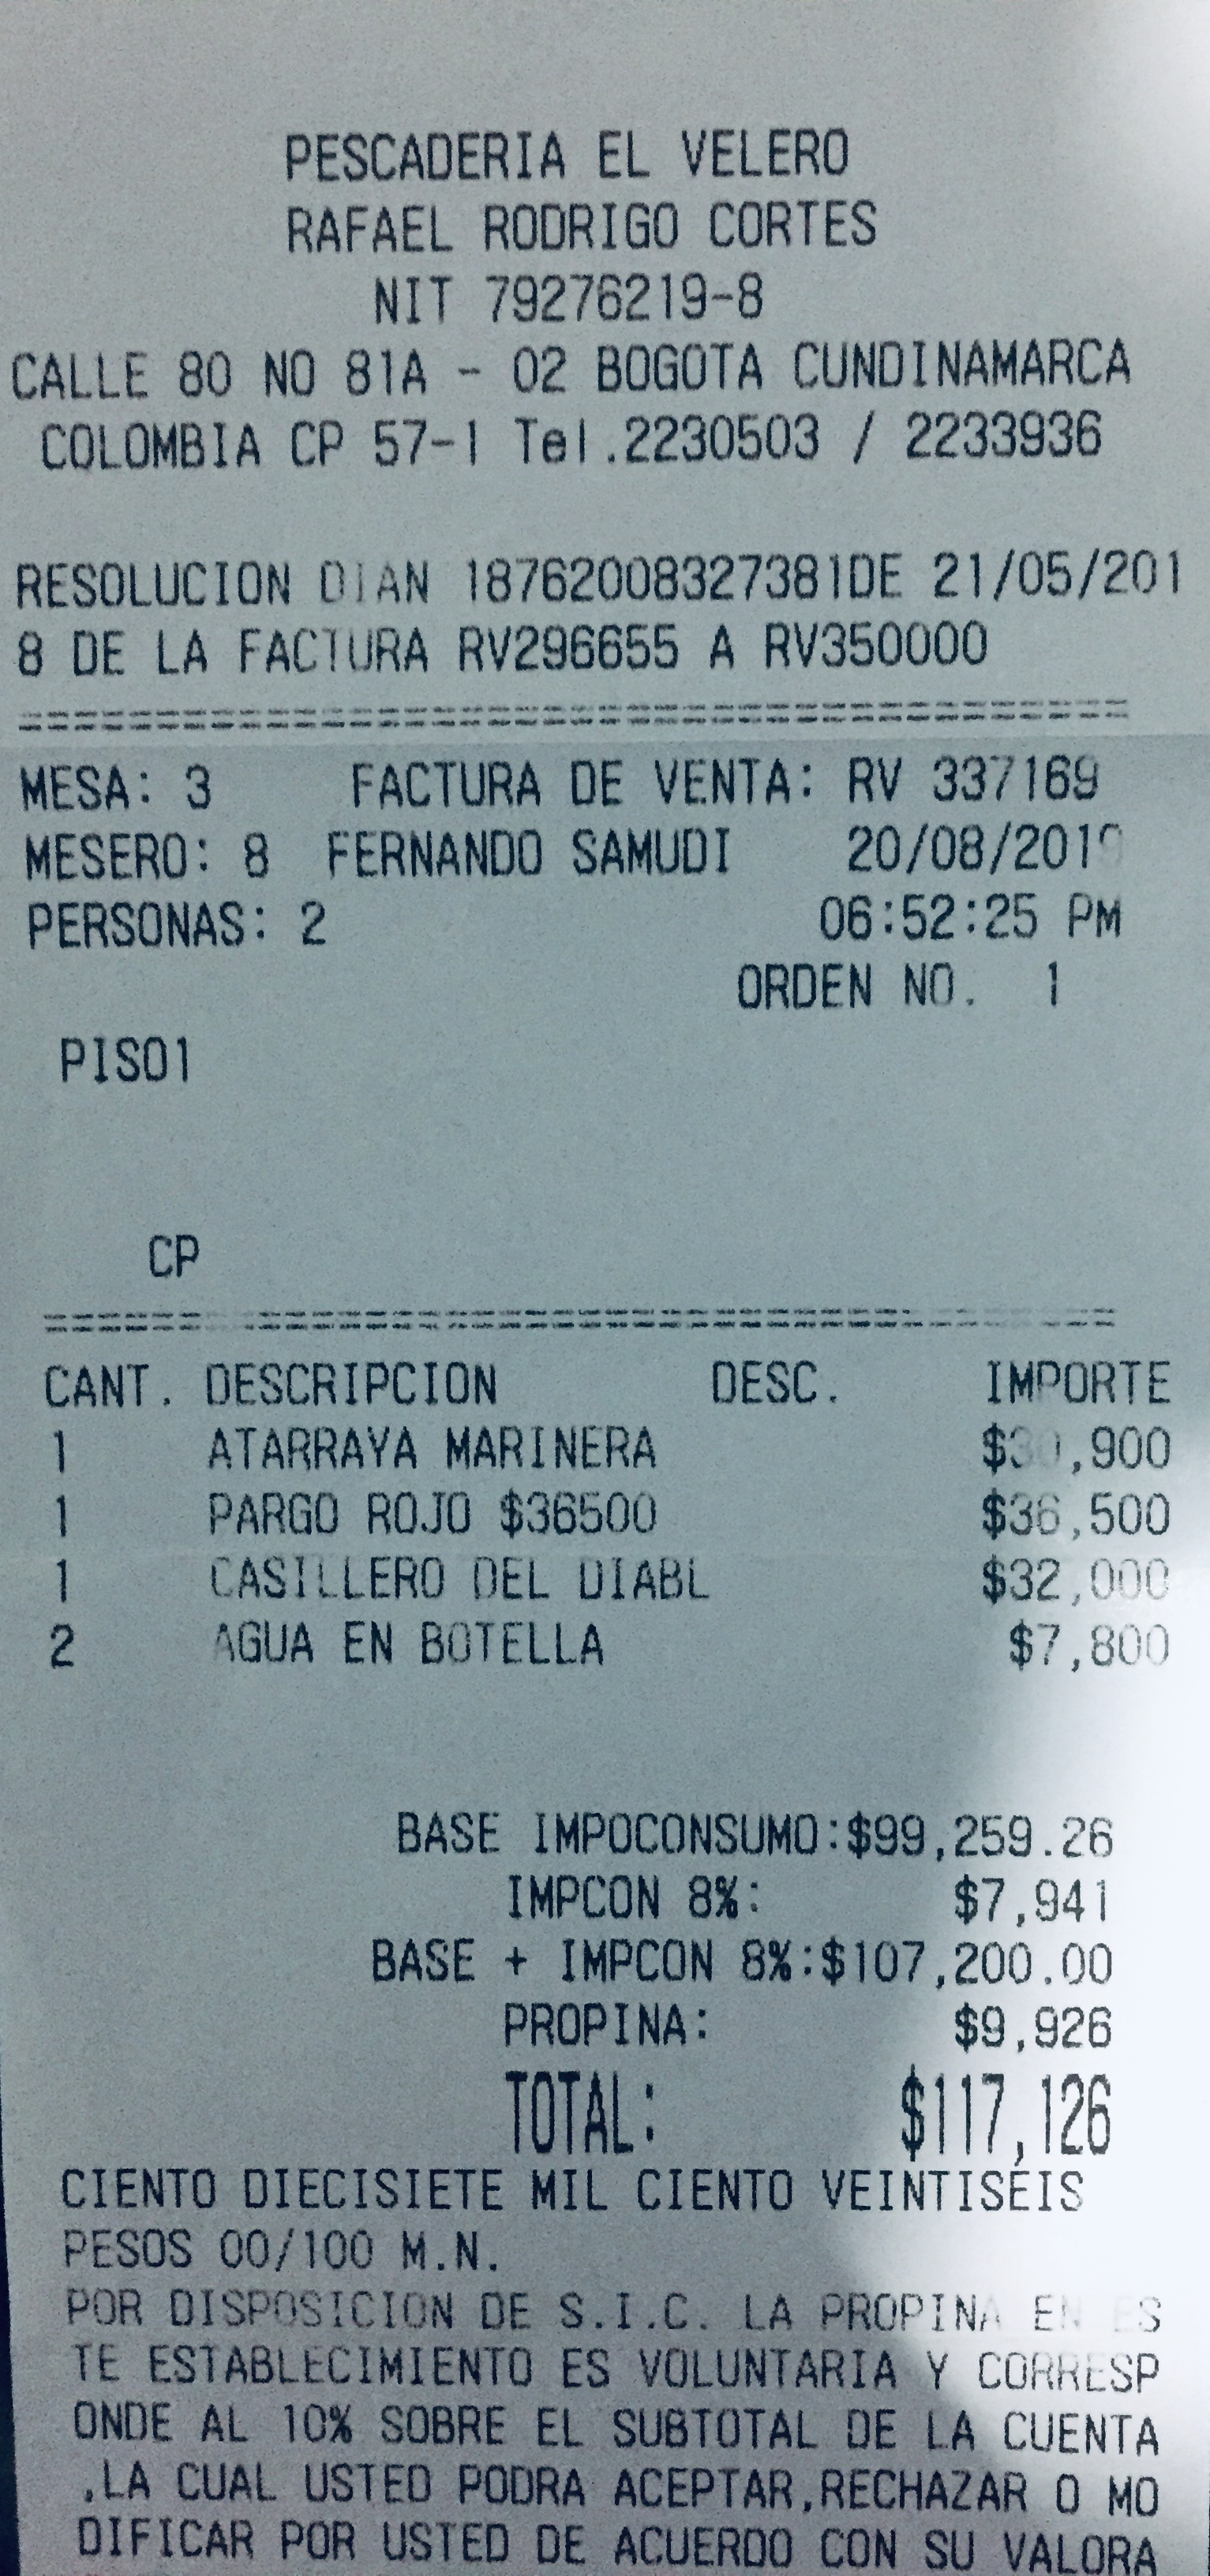 PESCADERIA EL VELERO
RAFAEL RODRIGO CORTES
NIT 79276219-8
CALLE 80 NO 81A - 02 BOGOTA CUNDINAMARCA
COLOMBIA CP 57-1 Tel.2230503 / 2233936
RESOLUCION DIAN 18762008327381DE 21/05/201
8 DE LA FACTURA RV296655 A RV350000
========================================
MESA: 3 FACTURA DE VENTA: RV 337169
MESERO: 8 FERNANDO SAMUDI 20/08/2019
PERSONAS: 2 06:52:25 PM
ORDEN NO. 1
PISO1
CP
========================================
CANT. DESCRIPCION DESC. IMPORTE
1 ATARRAYA MARINERA $30,900
1 PARGO ROJO $36500 $36,500
1 CASILLERO DEL DIABL $32,000
2 AGUA EN BOTELLA $7,800
BASE IMPOCONSUMO:$99,259.26
IMPCON 8%: $7,941
BASE + IMPCON 8%:$107,200.00
PROPINA: $9,926
TOTAL: $117,126
CIENTO DIECISIETE MIL CIENTO VEINTISEIS
PESOS 00/100 M.N.
POR DISPOSICION DE S.I.C. LA PROPINA EN ES
TE ESTABLECIMIENTO ES VOLUNTARIA Y CORRESP
ONDE AL 10% SOBRE EL SUBTOTAL DE LA CUENTA
,LA CUAL USTED PODRA ACEPTAR,RECHAZAR O MO
DIFICAR POR USTED DE ACUERDO CON SU VALORA